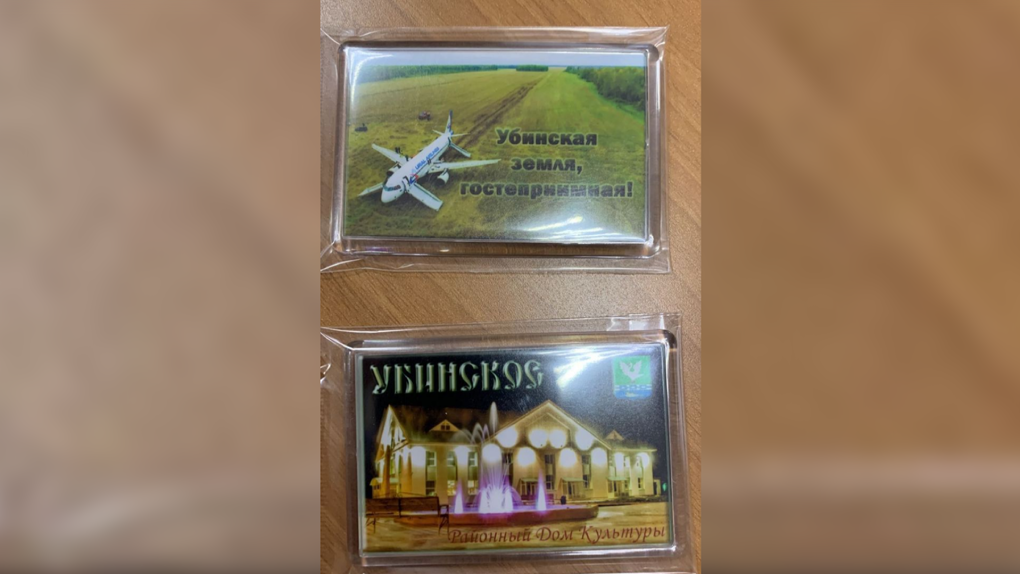 Убинская
земля,
гостеприимная!
УБИНСКОЕ
Районный Дом Культуры